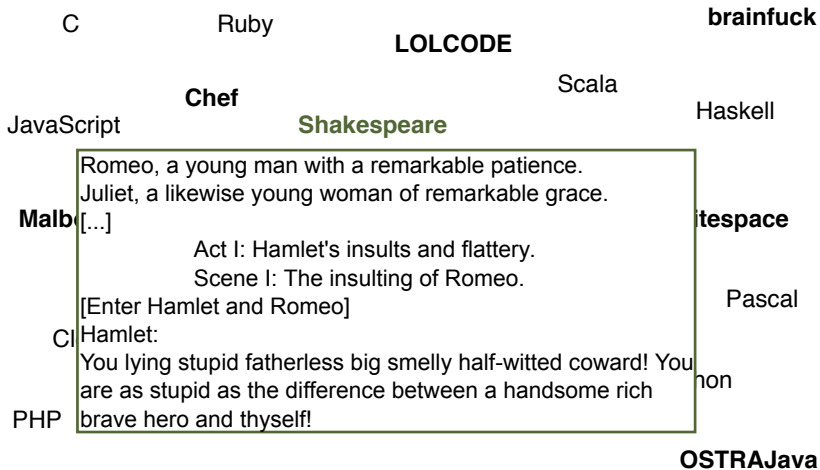 C
Ruby
brainfuck
LOLCODE
Scala
Chef
Haskell
JavaScript
Shakespeare
Romeo, a young man with a remarkable patience.
Juliet, a likewise young woman of remarkable grace.
[...]
Act I: Hamlet's insults and flattery.
Scene I: The insulting of Romeo.
[Enter Hamlet and Romeo]
Hamlet:
You lying stupid fatherless big smelly half-witted coward! You
are as stupid as the difference between a handsome rich
brave hero and thyself!
Pascal
PHP
OSTRAJava